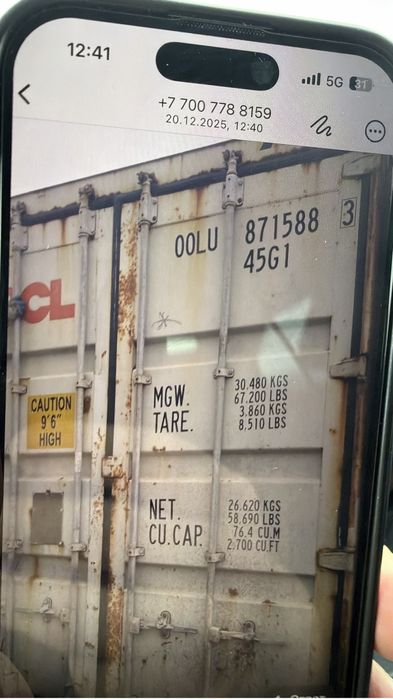 12:41
5G 37
+7 700 778 8159
20.12.2025, 12:40
OOLU 871588 3
45G1
CL
CAUTION
9'6"
HIGH
MGW. 30.480 KGS
67.200 LBS
TARE. 3.860 KGS
8.510 LBS
NET. 26.620 KGS
58.690 LBS
CU.CAP. 76.4 CU.M
2.700 CU.FT